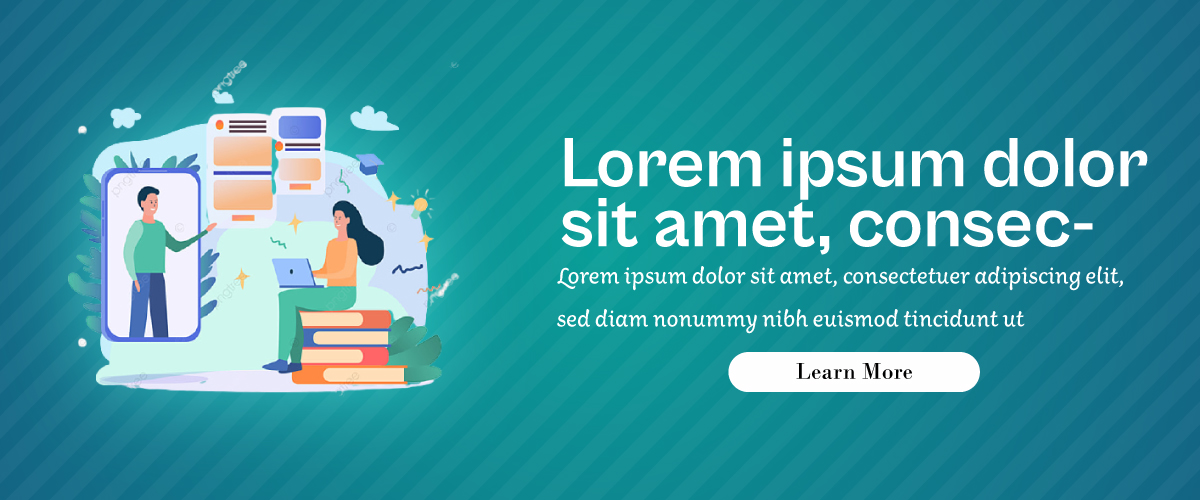 Lorem ipsum dolor
sit amet, consec-
Lorem ipsum dolor sit amet, consectetuer adipiscing elit,
sed diam nonummy nibh euismod tincidunt ut
Learn More